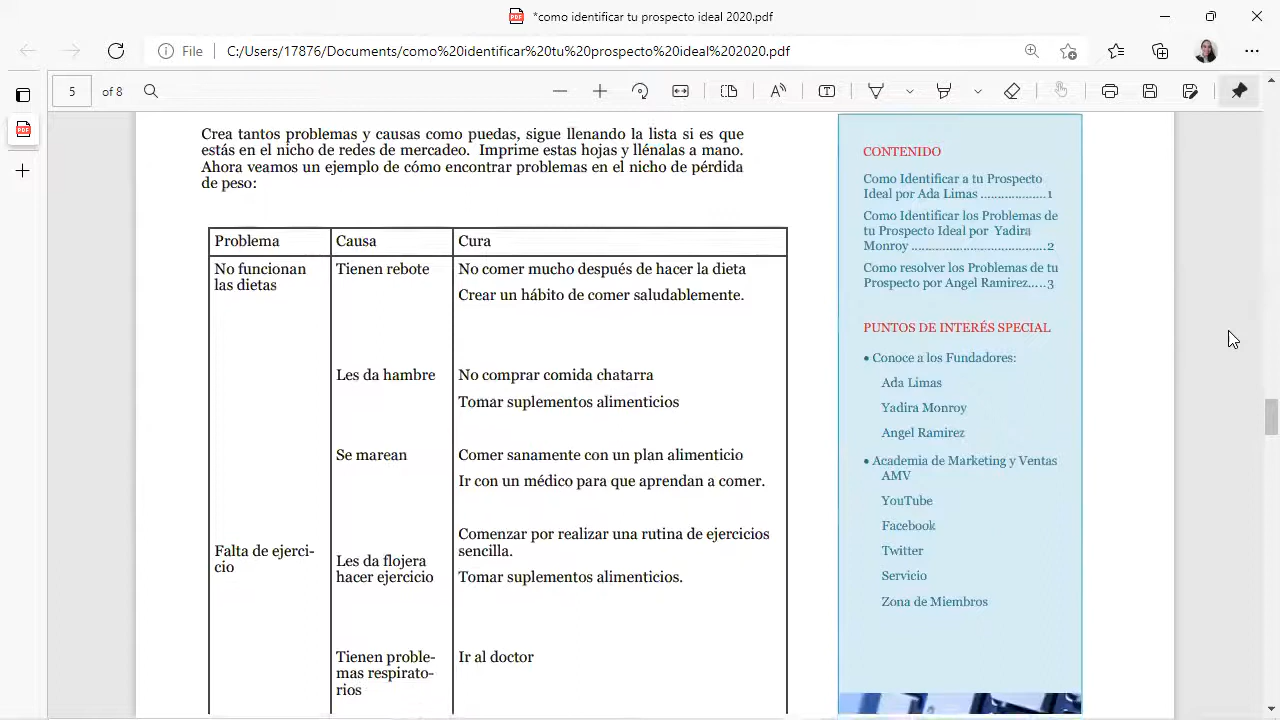 *como identificar tu prospecto ideal 2020.pdf
File
C:/Users/17876/Documents/como%20identificar%20tu%20prospecto%20ideal%202020.pdf
5 of 8
Crea tantos problemas y causas como puedas, sigue llenando la lista si es que
estás en el nicho de redes de mercadeo. Imprime estas hojas y llénalas a mano.
Ahora veamos un ejemplo de cómo encontrar problemas en el nicho de pérdida
de peso:
Problema
Causa
Cura
No funcionan
las dietas
Tienen rebote
No comer mucho después de hacer la dieta
Crear un hábito de comer saludablemente.
Les da hambre
No comprar comida chatarra
Tomar suplementos alimenticios
Se marean
Comer sanamente con un plan alimenticio
Ir con un médico para que aprendan a comer.
Falta de ejerci-
cio
Les da flojera
hacer ejercicio
Comenzar por realizar una rutina de ejercicios
sencilla.
Tomar suplementos alimenticios.
Tienen proble-
mas respirato-
rios
Ir al doctor
CONTENIDO
Como Identificar a tu Prospecto
Ideal por Ada Limas ...................1
Como Identificar los Problemas de
tu Prospecto Ideal por Yadira
Monroy .......................................2
Como resolver los Problemas de tu
Prospecto por Angel Ramirez.....3
PUNTOS DE INTERÉS SPECIAL
• Conoce a los Fundadores:
Ada Limas
Yadira Monroy
Angel Ramirez
• Academia de Marketing y Ventas
AMV
YouTube
Facebook
Twitter
Servicio
Zona de Miembros